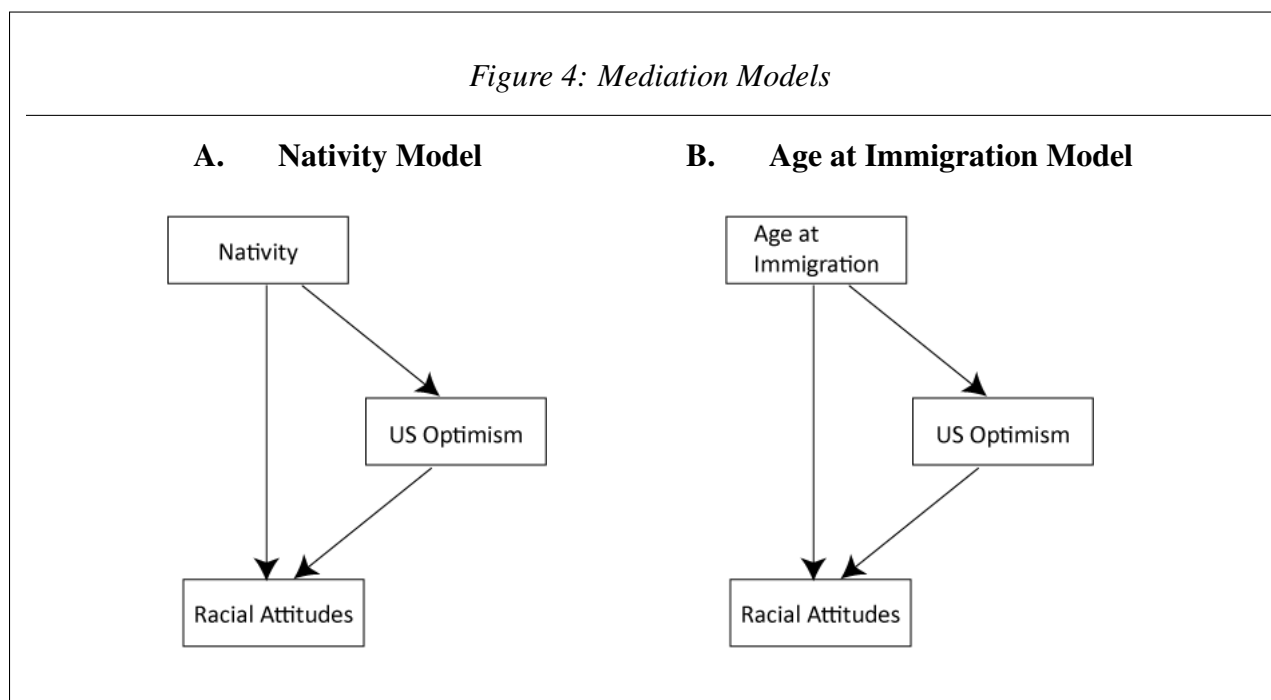 Figure 4: Mediation Models
A. Nativity Model
Nativity
US Optimism
Racial Attitudes
B. Age at Immigration Model
Age at
Immigration
US Optimism
Racial Attitudes